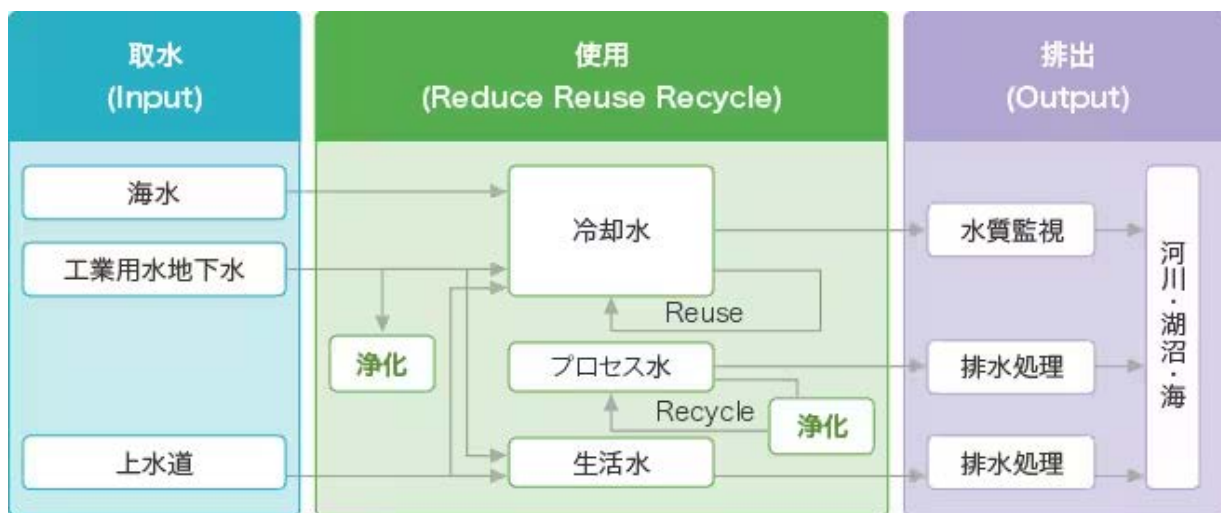 取水
(Input)
使用
(Reduce Reuse Recycle)
排出
(Output)
海水
工業用水地下水
上水道
浄化
冷却水
Reuse
プロセス水
Recycle
浄化
生活水
水質監視
排水処理
排水処理
河川・湖沼・海